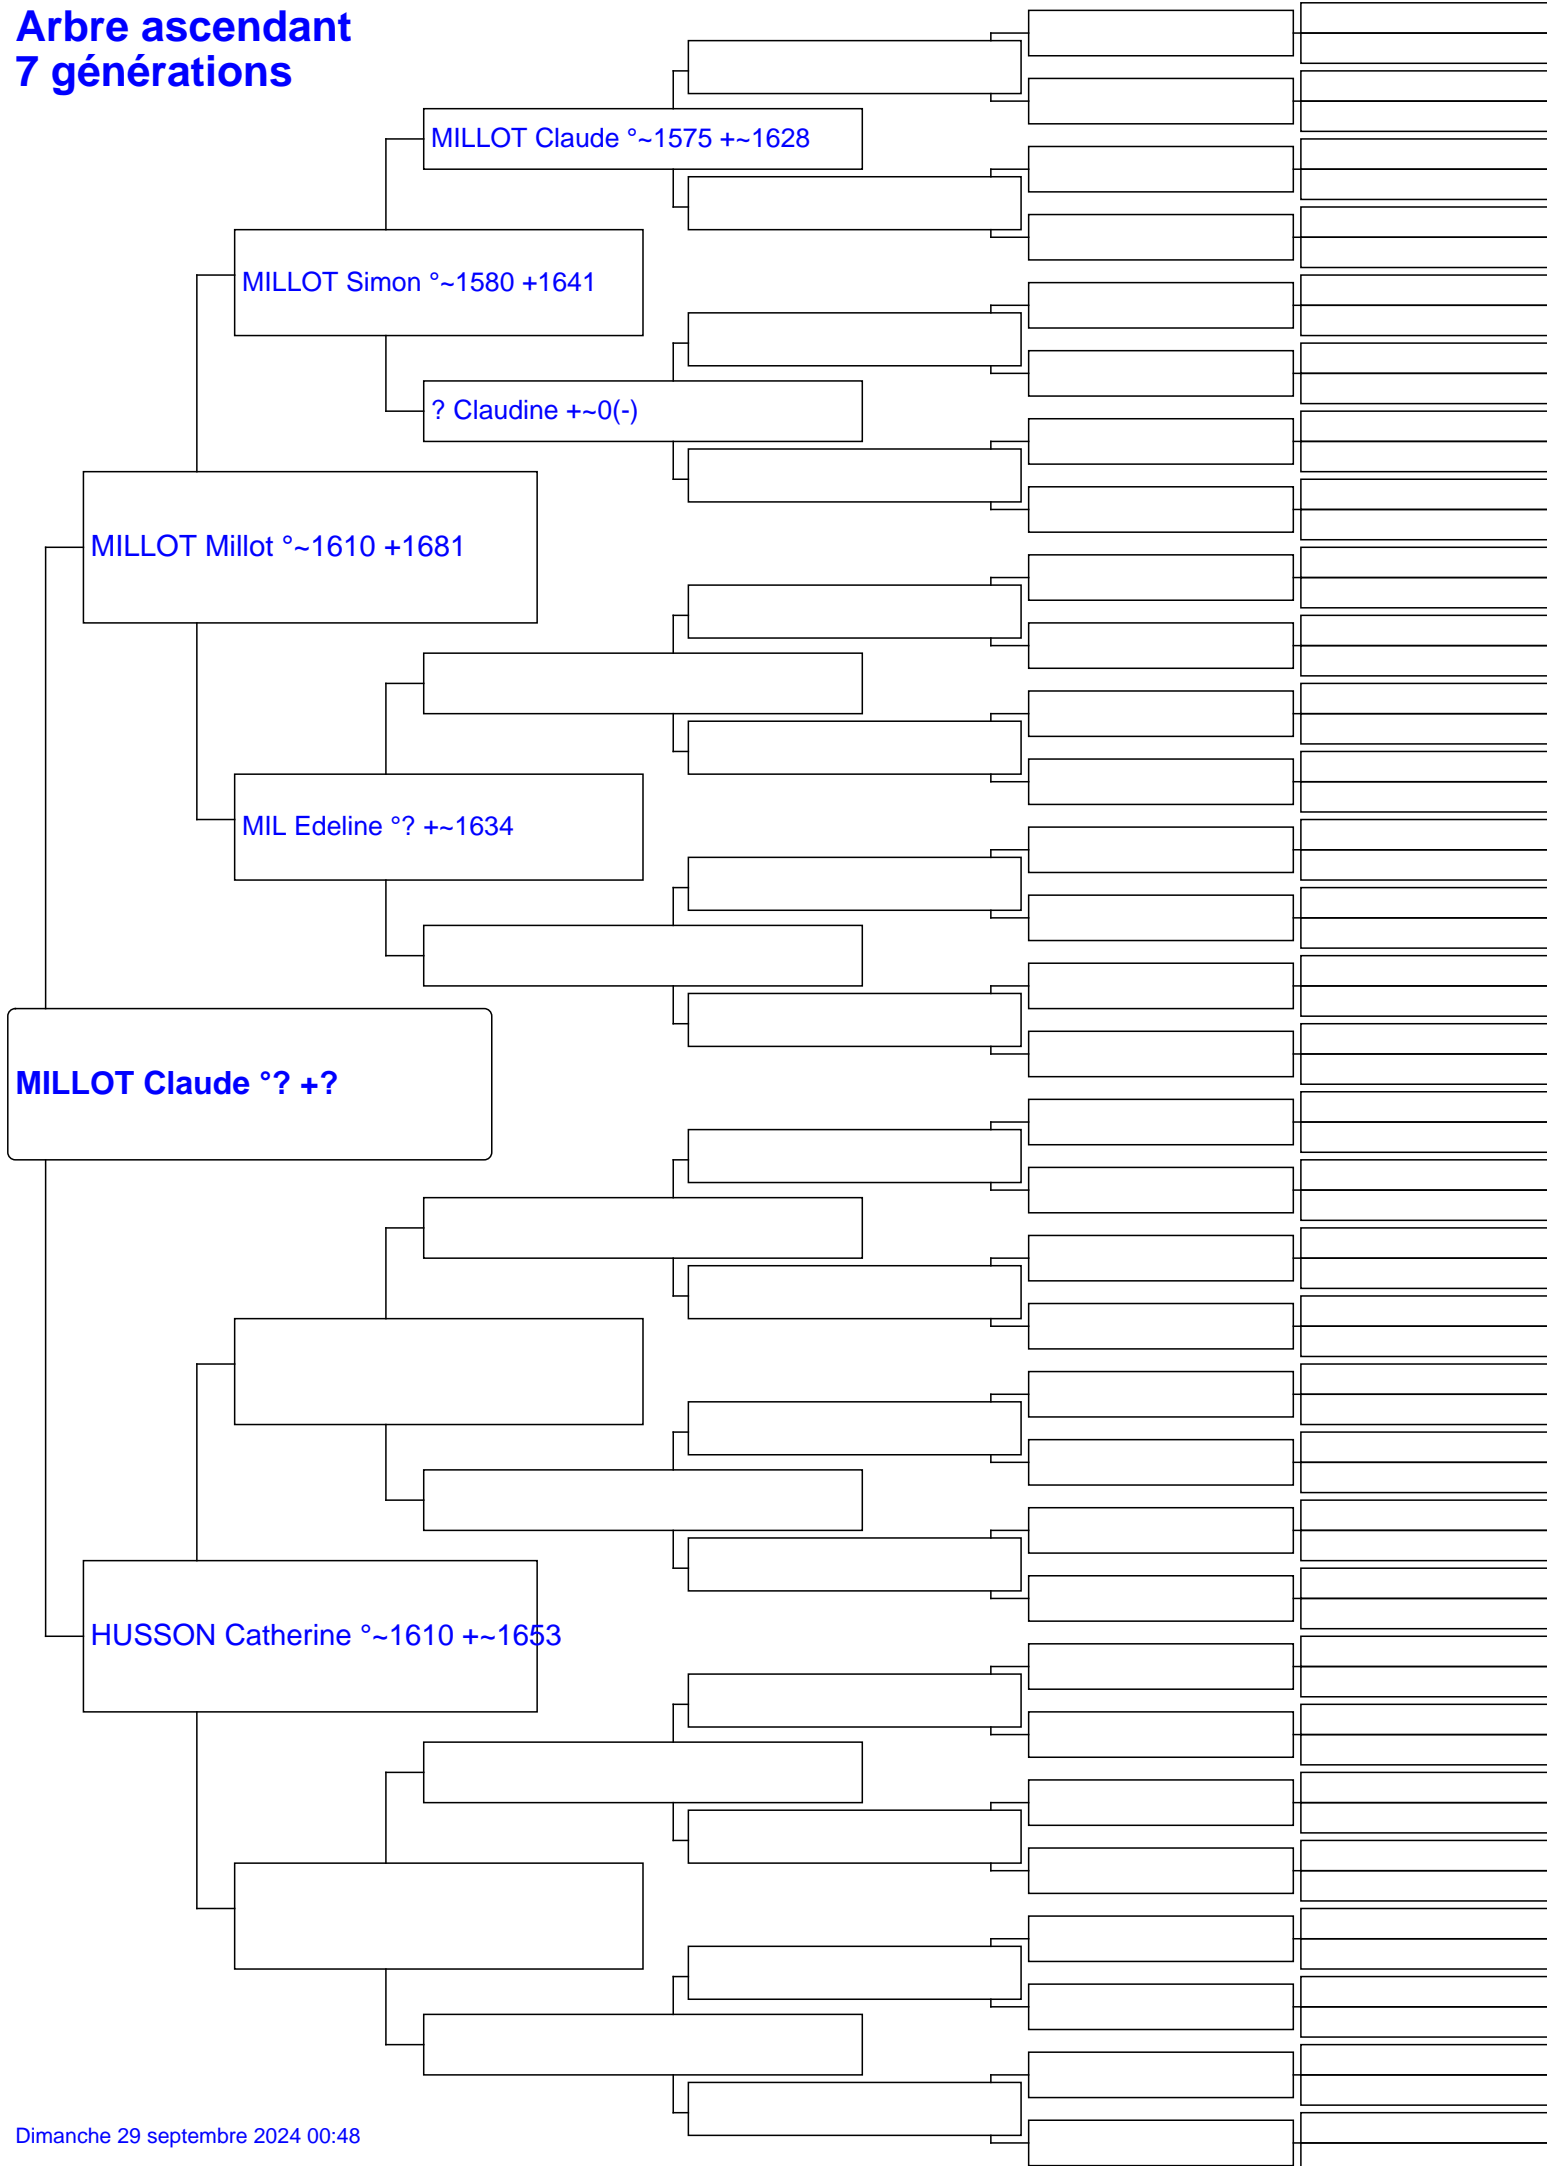 Arbre ascendant
7 générations
MILLOT Claude °~1575 +~1628
MILLOT Simon °~1580 +1641
? Claudine +~0(-)
MILLOT Millot °~1610 +1681
MIL Edeline °? +~1634
MILLOT Claude °? +?
HUSSON Catherine °~1610 +~1653
Dimanche 29 septembre 2024 00:48